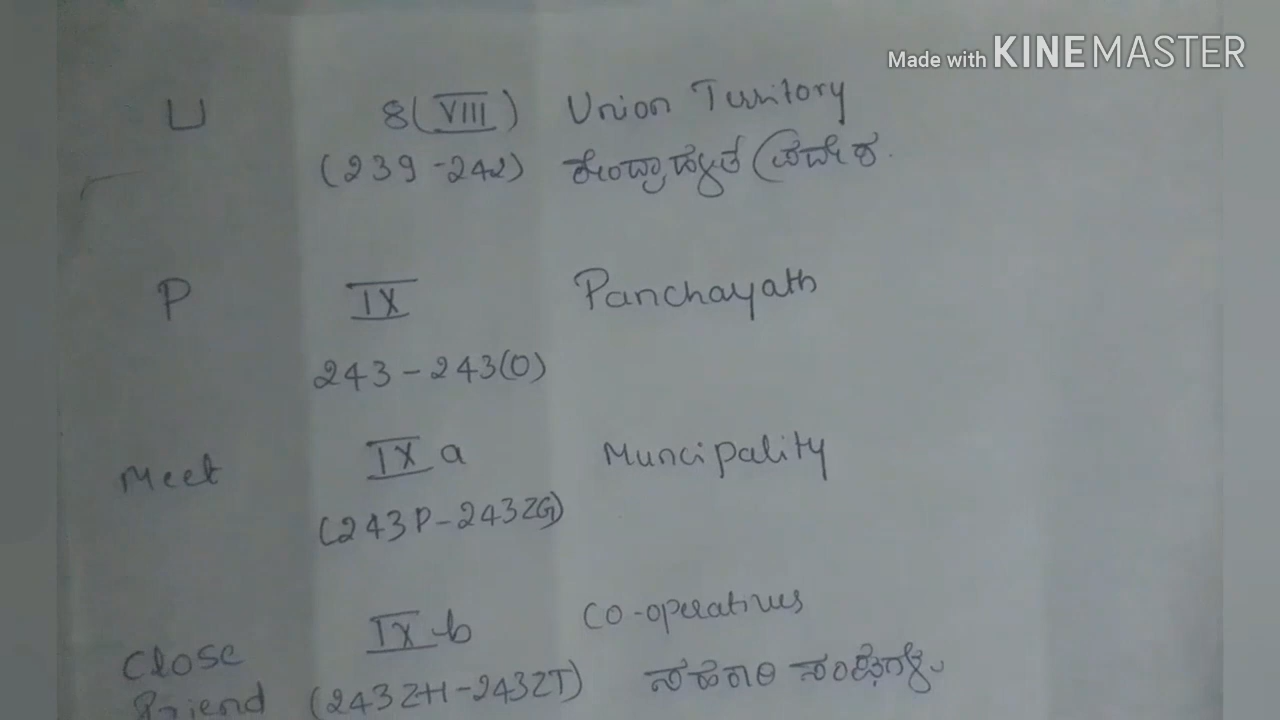 Made with KINEMASTER
U 8(VIII) Union Territory
(239-242) ಕೇಂದ್ರಾಡಳಿತ ಪ್ರದೇಶ.
P IX Panchayath
243-243(O)
Meet IX a Muncipality
(243P-243ZG)
IX b Co-operatives
Close
Friend (243ZH-243ZT) ಸಹಕಾರಿ ಸಂಘಗಳು